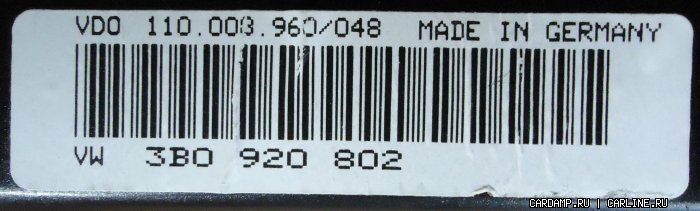 VDO 110.008.960/048 MADE IN GERMANY
VW 3B0 920 802
CARDAMP.RU | CARLINE.RU